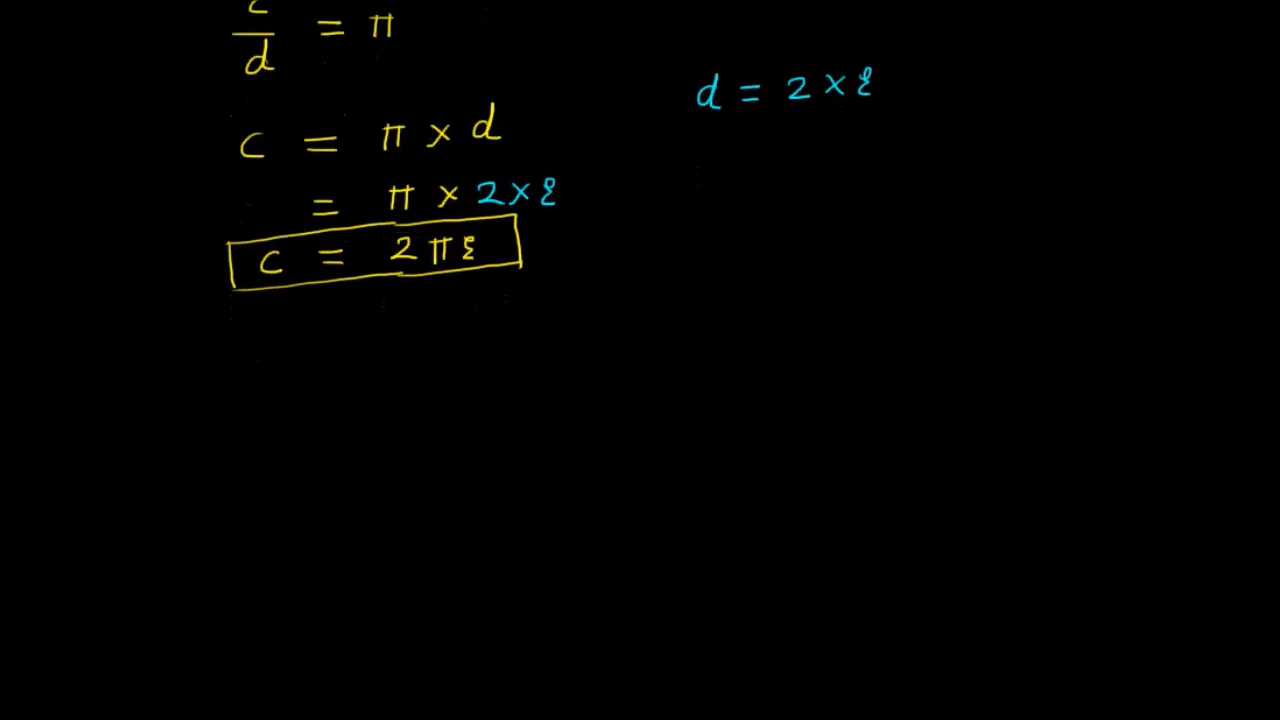 c/d = π
d = 2 × r
c = π × d
= π × 2 × r
c = 2πr